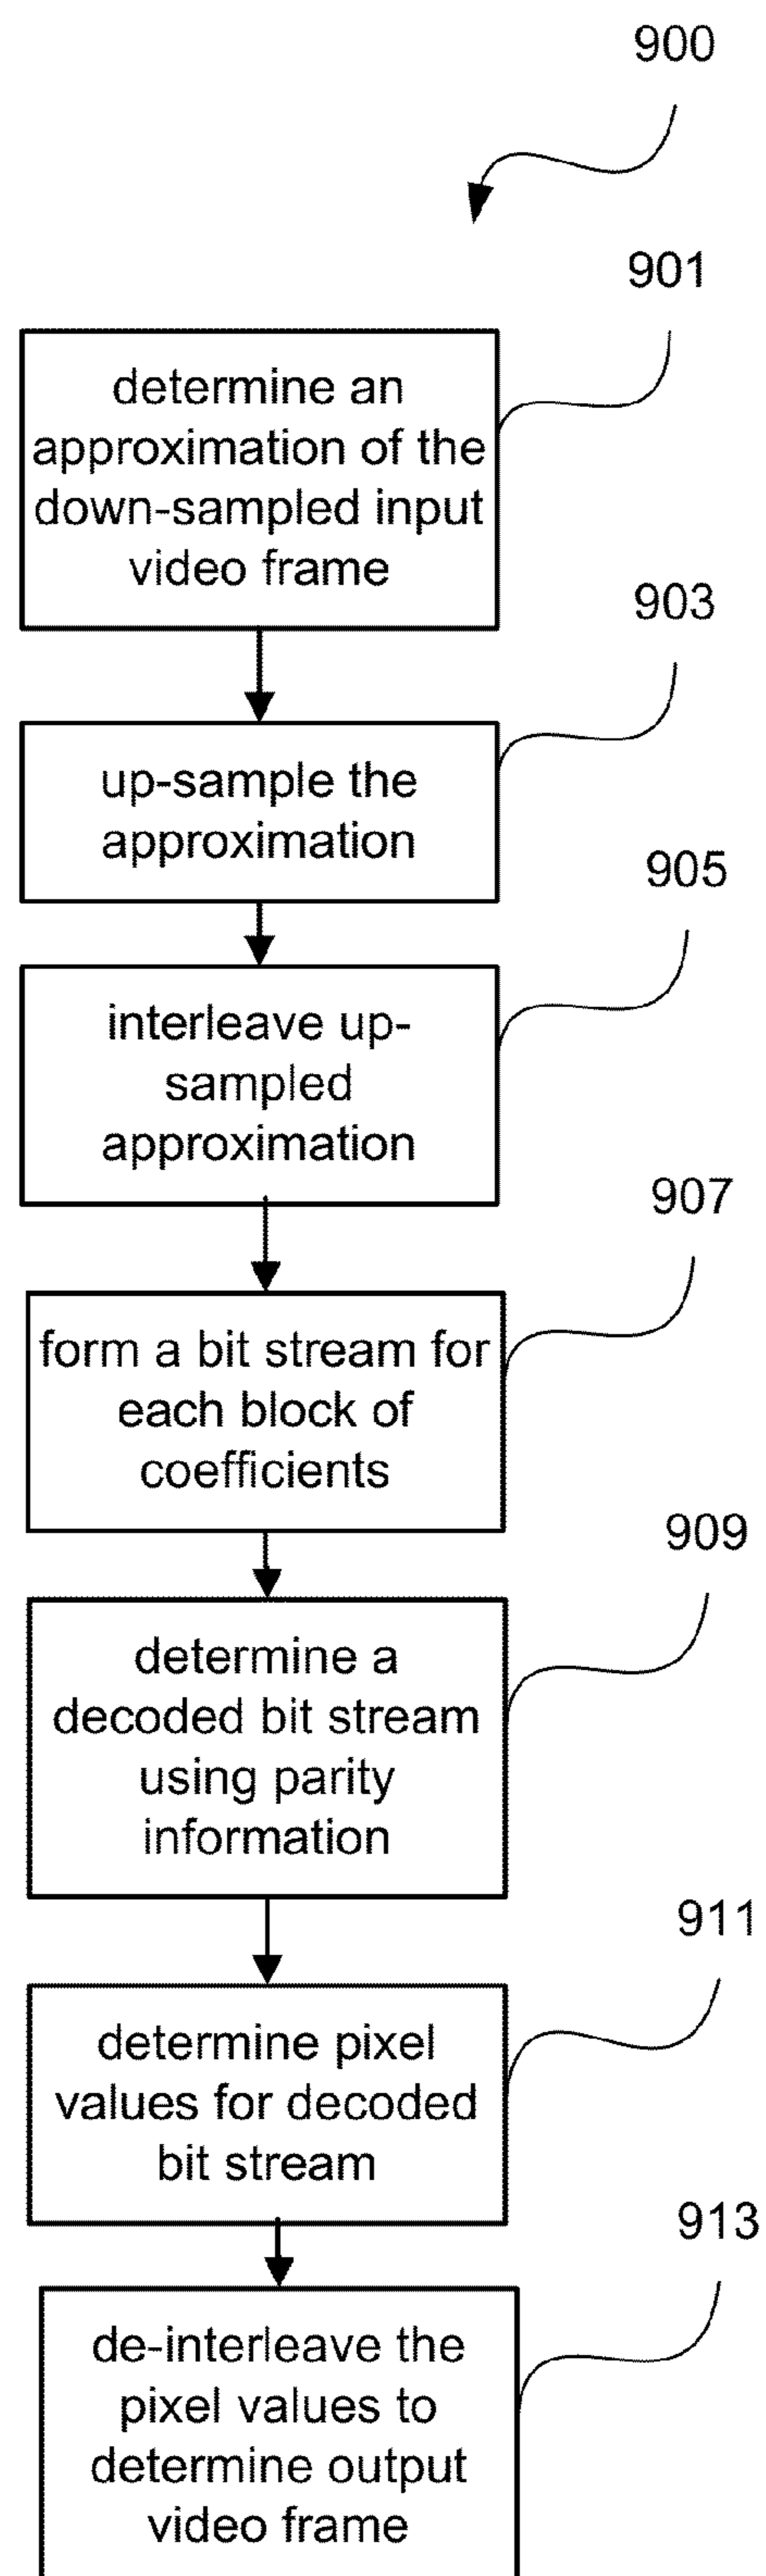 900
901
determine an
approximation of the
down-sampled input
video frame
903
up-sample the
approximation
905
interleave up-
sampled
approximation
907
form a bit stream for
each block of
coefficients
909
determine a
decoded bit stream
using parity
information
911
determine pixel
values for decoded
bit stream
913
de-interleave the
pixel values to
determine output
video frame